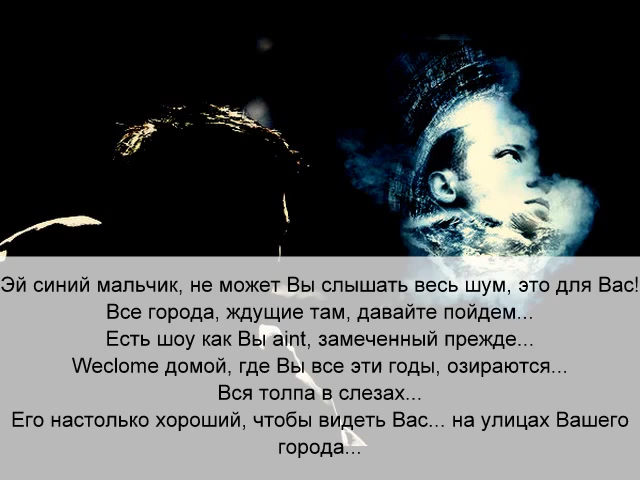 Эй синий мальчик, не может Вы слышать весь шум, это для Вас!
Все города, ждущие там, давайте пойдем...
Есть шоу как Вы aint, замеченный прежде...
Weclome домой, где Вы все эти годы, озираются...
Вся толпа в слезах...
Его настолько хороший, чтобы видеть Вас... на улицах Вашего
города...